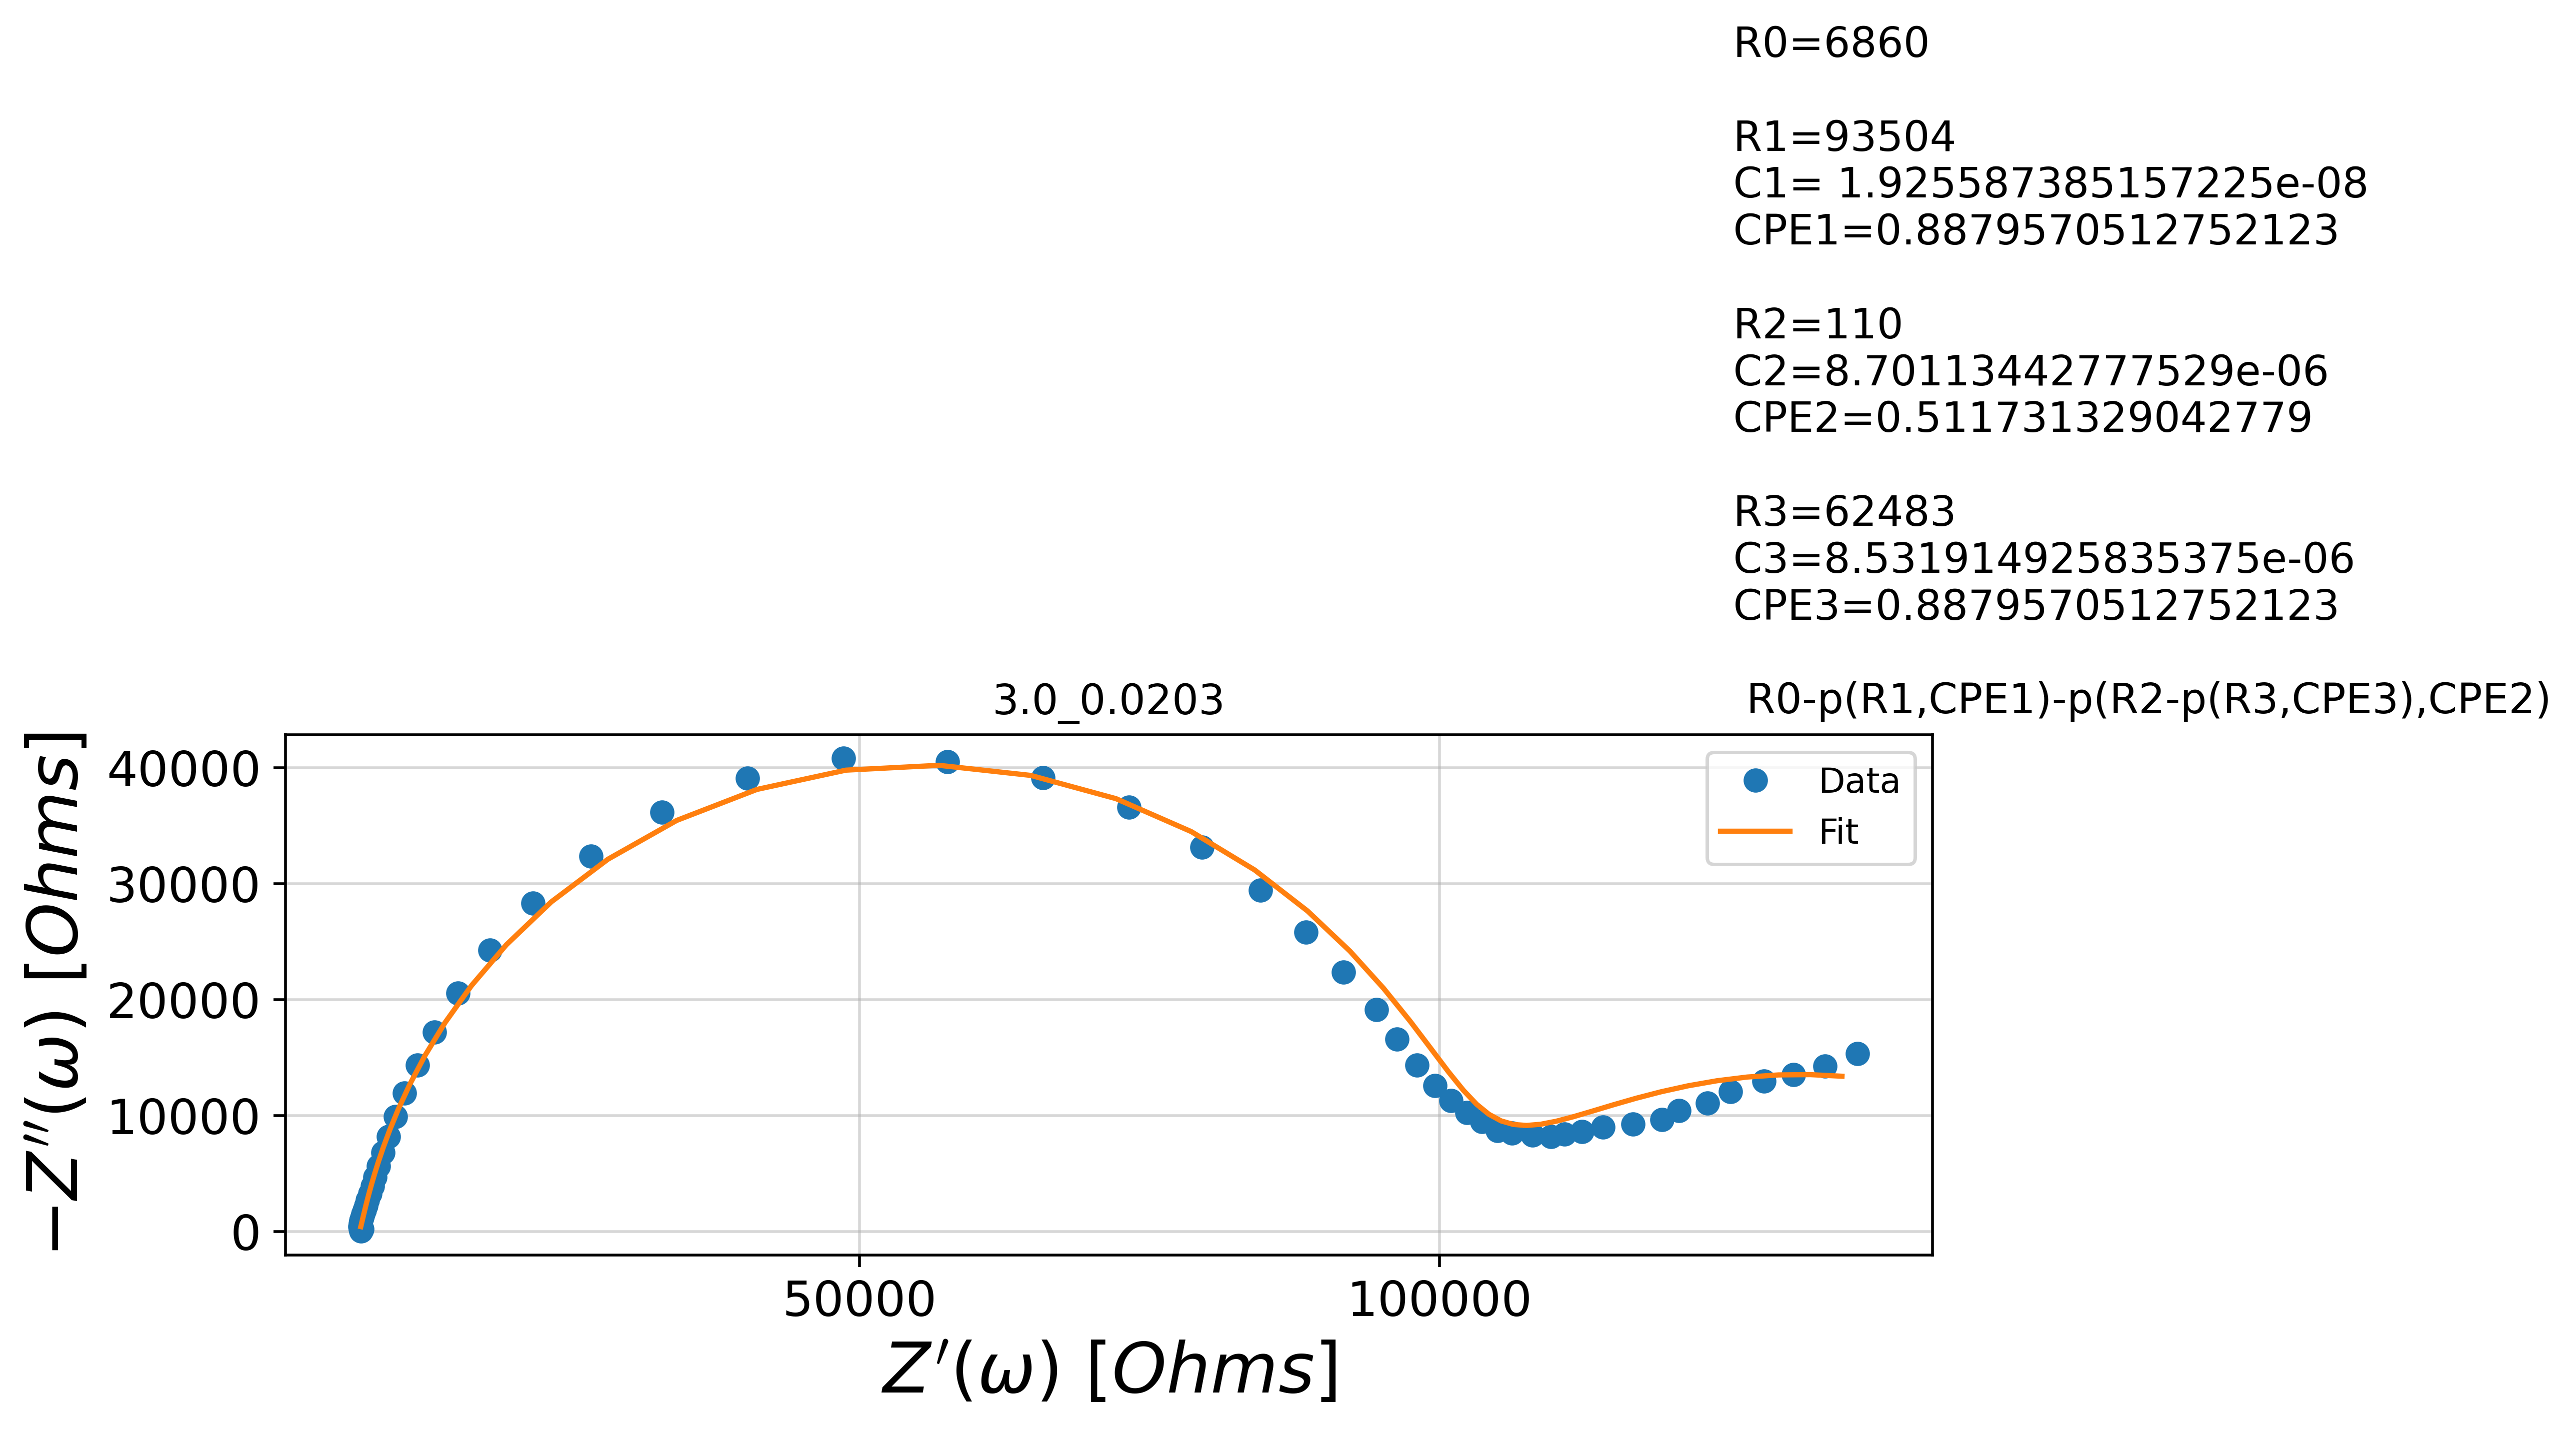 R0=6860
R1=93504
C1= 1.925587385157225e-08
CPE1=0.8879570512752123
R2=110
C2=8.70113442777529e-06
CPE2=0.511731329042779
R3=62483
C3=8.531914925835375e-06
CPE3=0.8879570512752123
3.0_0.0203
R0-p(R1,CPE1)-p(R2-p(R3,CPE3),CPE2)
−Z″(ω) [Ohms]
40000
30000
20000
10000
0
Data
Fit
50000
100000
Z′(ω) [Ohms]